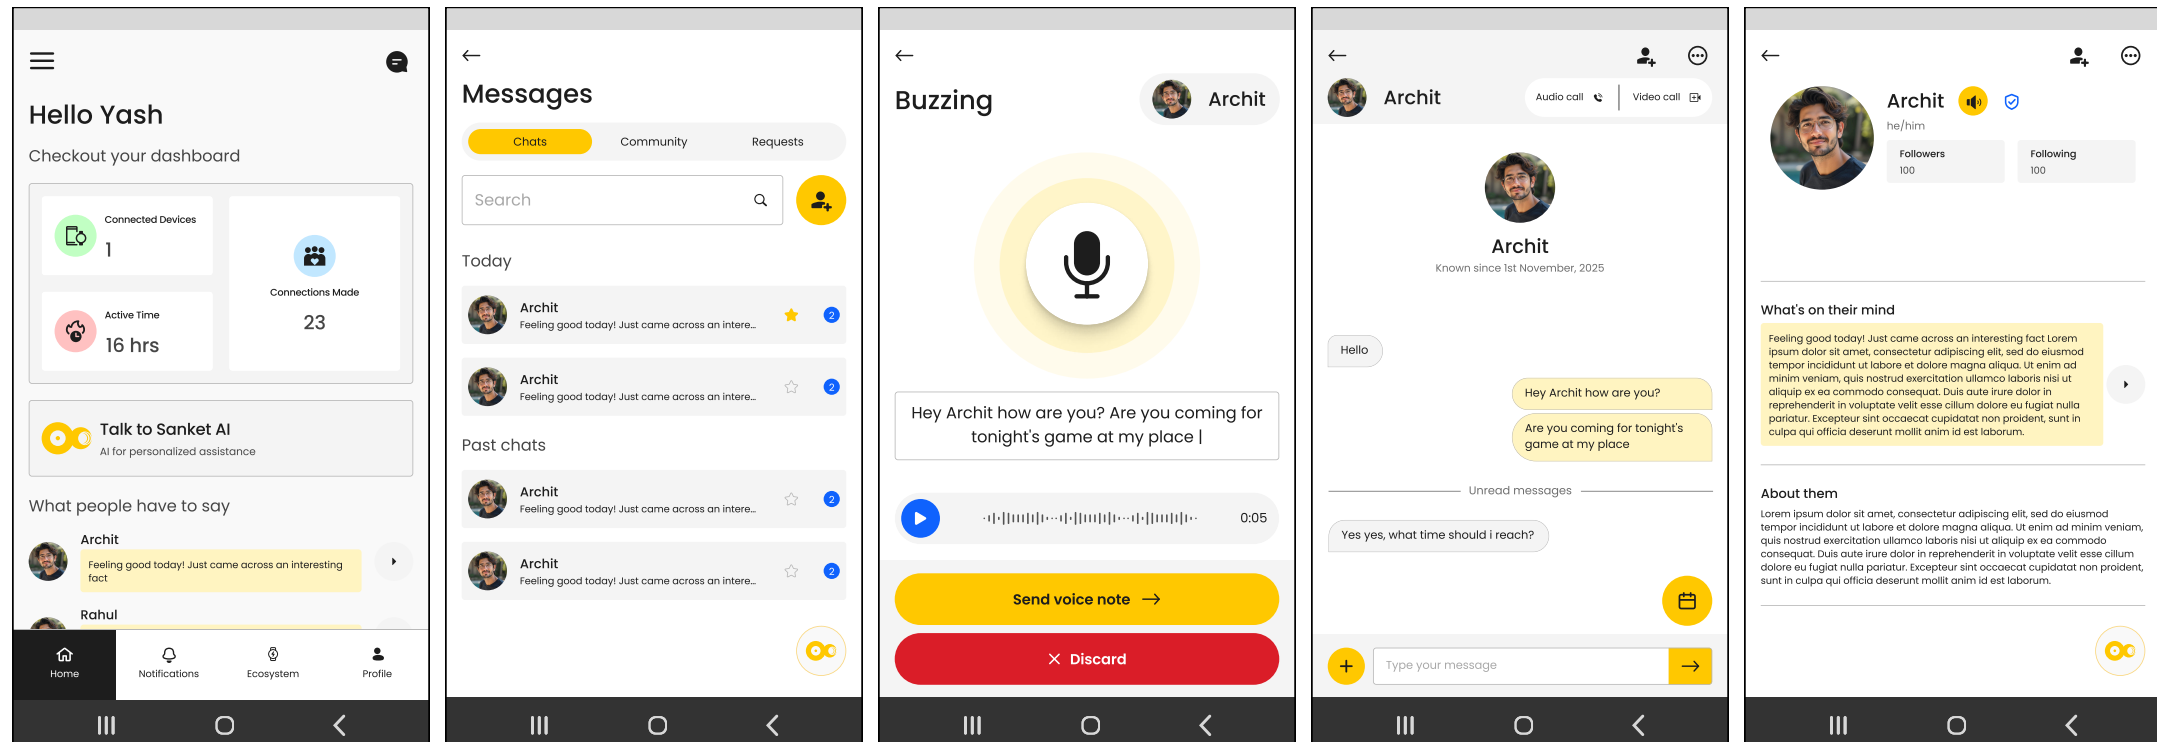 Hello Yash
Checkout your dashboard
Connected Devices
1
Active Time
16 hrs
Connections Made
23
Talk to Sanket AI
AI for personalized assistance
What people have to say
Archit
Feeling good today! Just came across an interesting
fact
Rahul
Home
Notifications
Ecosystem
Profile
Messages
Chats
Community
Requests
Search
Today
Archit
Feeling good today! Just came across an intere...
2
Archit
Feeling good today! Just came across an intere...
2
Past chats
Archit
Feeling good today! Just came across an intere...
2
Archit
Feeling good today! Just came across an intere...
2
Buzzing
Archit
Hey Archit how are you? Are you coming for
tonight's game at my place |
0:05
Send voice note
Discard
Archit
Audio call
Video call
Archit
Known since 1st November, 2025
Hello
Hey Archit how are you?
Are you coming for tonight's
game at my place
Unread messages
Yes yes, what time should i reach?
Type your message
Archit
he/him
Followers
100
Following
100
What's on their mind
Feeling good today! Just came across an interesting fact Lorem
ipsum dolor sit amet, consectetur adipiscing elit, sed do eiusmod
tempor incididunt ut labore et dolore magna aliqua. Ut enim ad
minim veniam, quis nostrud exercitation ullamco laboris nisi ut
aliquip ex ea commodo consequat. Duis aute irure dolor in
reprehenderit in voluptate velit esse cillum dolore eu fugiat nulla
pariatur. Excepteur sint occaecat cupidatat non proident, sunt in
culpa qui officia deserunt mollit anim id est laborum.
About them
Lorem ipsum dolor sit amet, consectetur adipiscing elit, sed do eiusmod
tempor incididunt ut labore et dolore magna aliqua. Ut enim ad minim veniam,
quis nostrud exercitation ullamco laboris nisi ut aliquip ex ea commodo
consequat. Duis aute irure dolor in reprehenderit in voluptate velit esse cillum
dolore eu fugiat nulla pariatur. Excepteur sint occaecat cupidatat non proident,
sunt in culpa qui officia deserunt mollit anim id est laborum.